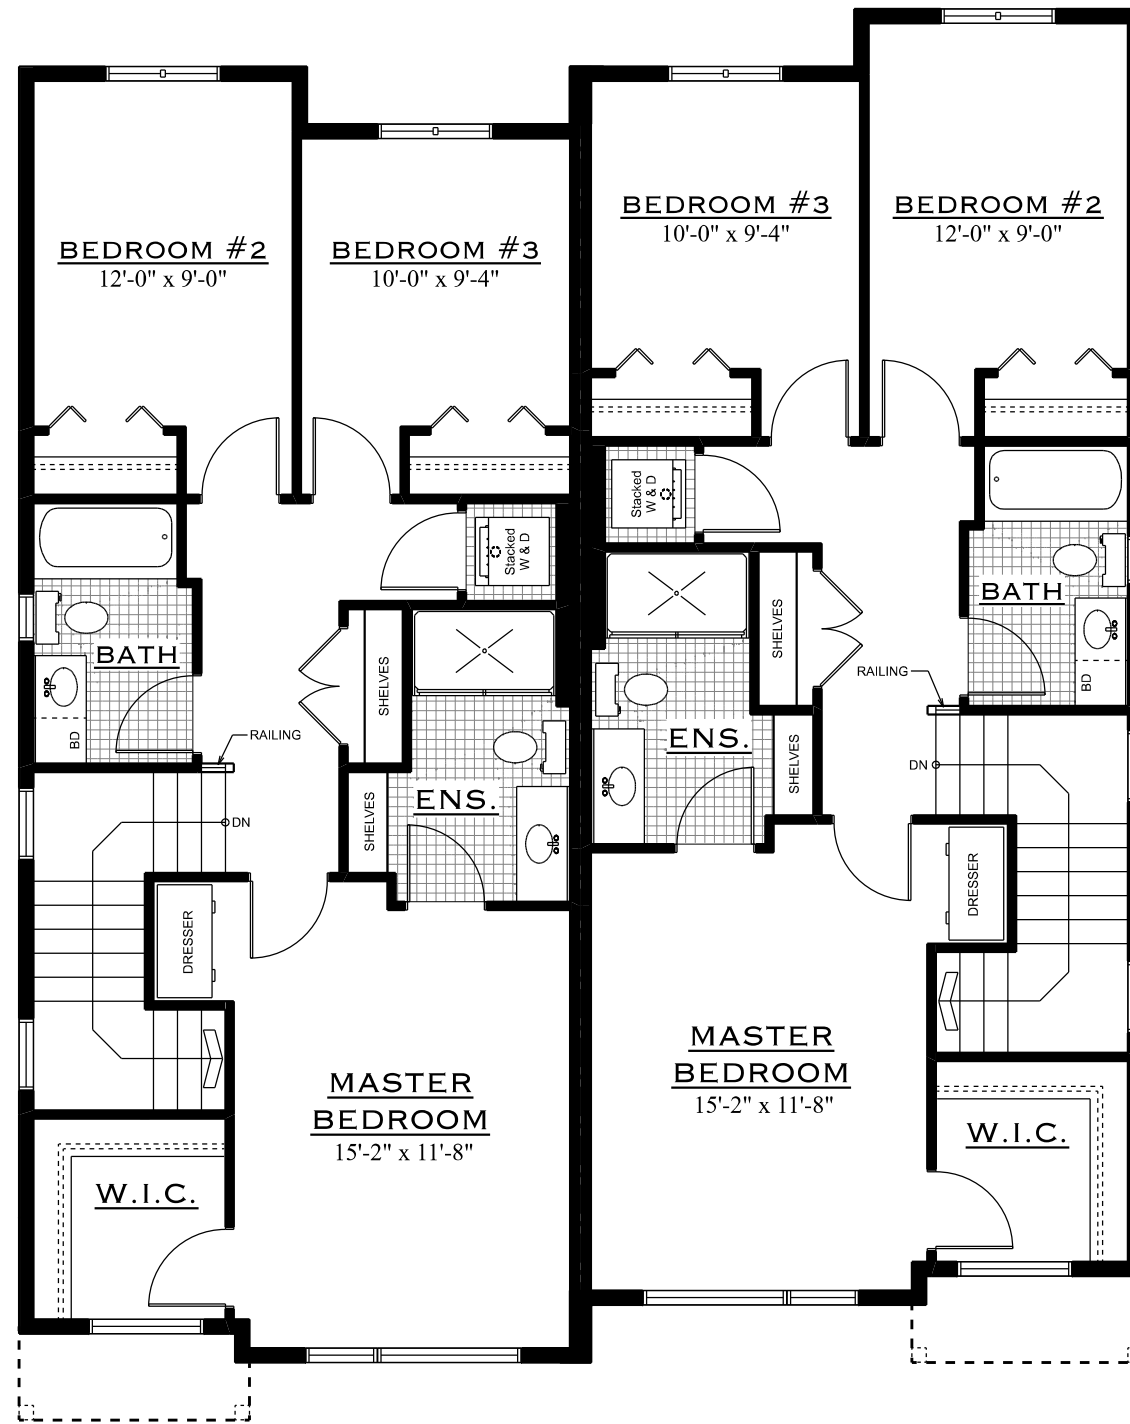 BEDROOM #3
10'-0" x 9'-4"
BEDROOM #2
12'-0" x 9'-0"
BEDROOM #2
12'-0" x 9'-0"
BEDROOM #3
10'-0" x 9'-4"
Stacked
W & D
Stacked
W & D
BATH
SHELVES
BATH
SHELVES
RAILING
BD
RAILING
BD
ENS.
SHELVES
DN
ENS.
SHELVES
DN
DRESSER
DRESSER
MASTER
BEDROOM
15'-2" x 11'-8"
MASTER
BEDROOM
15'-2" x 11'-8"
W.I.C.
W.I.C.